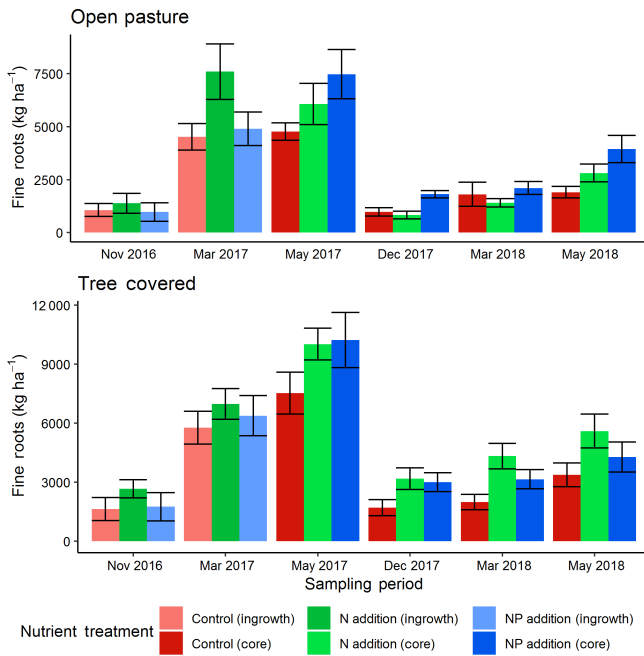 Open pasture
Fine roots (kg ha⁻¹)
7500
5000
2500
0
Nov 2016 Mar 2017 May 2017 Dec 2017 Mar 2018 May 2018
Tree covered
Fine roots (kg ha⁻¹)
12 000
9000
6000
3000
0
Nov 2016 Mar 2017 May 2017 Dec 2017 Mar 2018 May 2018
Sampling period
Nutrient treatment
Control (ingrowth) N addition (ingrowth) NP addition (ingrowth)
Control (core) N addition (core) NP addition (core)